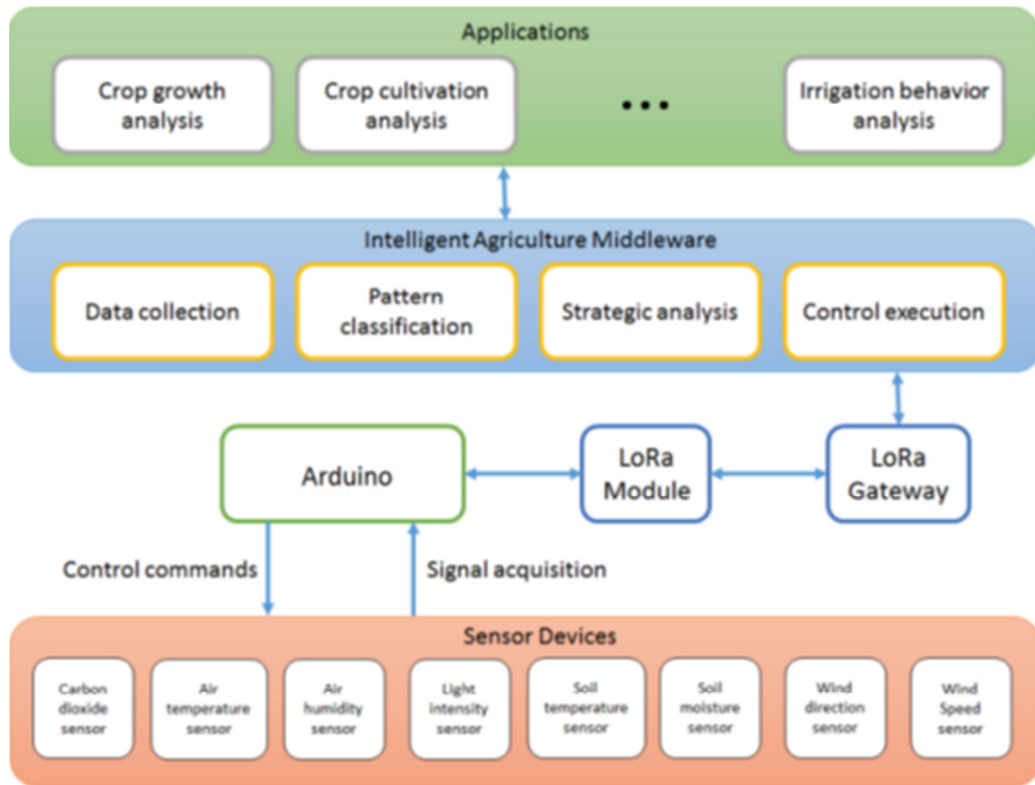 Applications
Crop growth
analysis
Crop cultivation
analysis
...
Irrigation behavior
analysis
Intelligent Agriculture Middleware
Data collection
Pattern
classification
Strategic analysis
Control execution
Arduino
LoRa
Module
LoRa
Gateway
Control commands
Signal acquisition
Sensor Devices
Carbon
dioxide
sensor
Air
temperature
sensor
Air
humidity
sensor
Light
intensity
sensor
Soil
temperature
sensor
Soil
moisture
sensor
Wind
direction
sensor
Wind
Speed
sensor